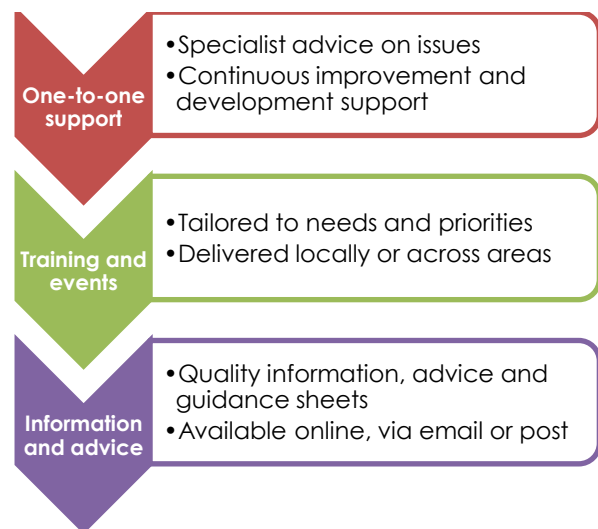 One-to-one
support
•Specialist advice on issues
•Continuous improvement and
development support
Training and
events
•Tailored to needs and priorities
•Delivered locally or across areas
Information
and advice
•Quality information, advice and
guidance sheets
•Available online, via email or post